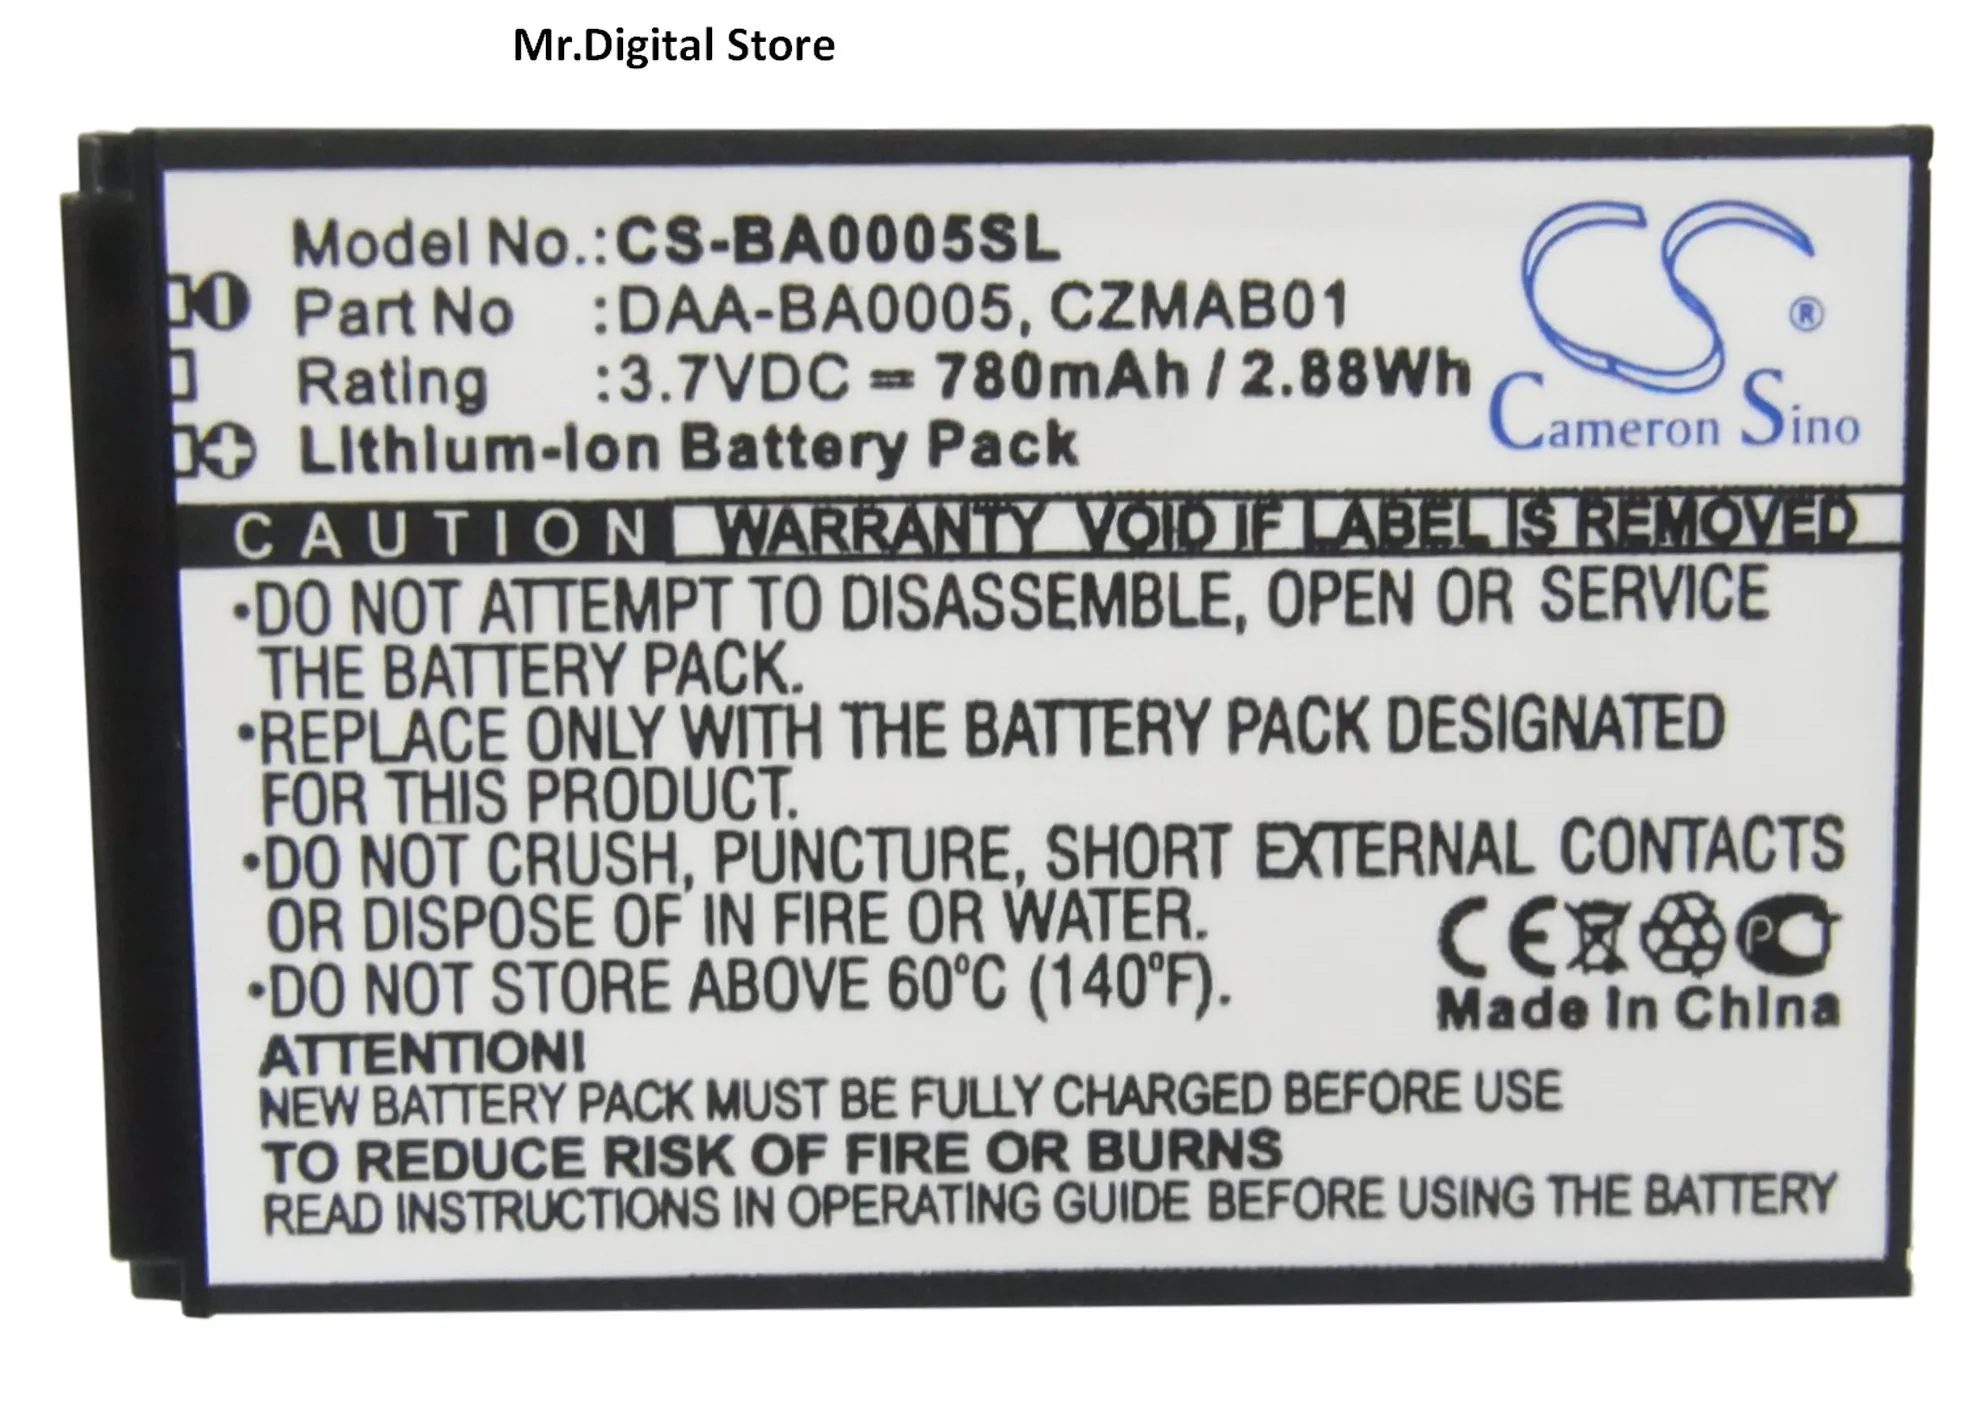 Mr.Digital Store
Model No.:CS-BA0005SL
Part No :DAA-BA0005, CZMAB01
Rating :3.7VDC = 780mAh / 2.88Wh
Lithium-Ion Battery Pack
CS ®
Cameron Sino
CAUTION WARRANTY VOID IF LABEL IS REMOVED
•DO NOT ATTEMPT TO DISASSEMBLE, OPEN OR SERVICE
THE BATTERY PACK.
•REPLACE ONLY WITH THE BATTERY PACK DESIGNATED
FOR THIS PRODUCT.
•DO NOT CRUSH, PUNCTURE, SHORT EXTERNAL CONTACTS
OR DISPOSE OF IN FIRE OR WATER.
•DO NOT STORE ABOVE 60°C (140°F).
CE PC
Made In China
ATTENTION!
NEW BATTERY PACK MUST BE FULLY CHARGED BEFORE USE
TO REDUCE RISK OF FIRE OR BURNS
READ INSTRUCTIONS IN OPERATING GUIDE BEFORE USING THE BATTERY